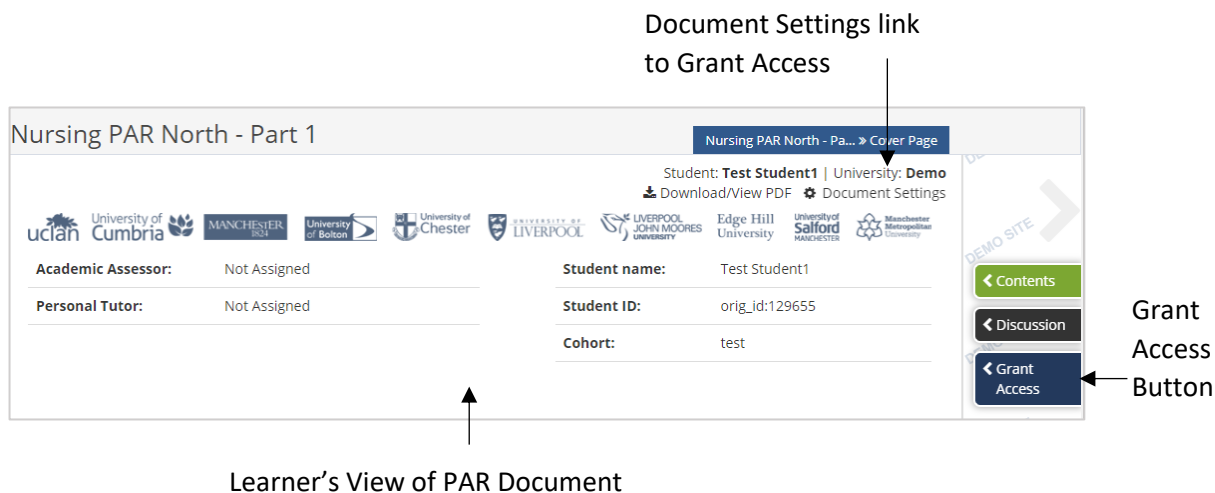 Document Settings link
to Grant Access
Nursing PAR North - Part 1
Nursing PAR North - Pa... » Cover Page
Student: Test Student1 | University: Demo
Download/View PDF Document Settings
uclan
University of
Cumbria
MANCHESTER
1824
University
of Bolton
University of
Chester
UNIVERSITY OF
LIVERPOOL
LIVERPOOL
JOHN MOORES
UNIVERSITY
Edge Hill
University
University of
Salford
MANCHESTER
Manchester
Metropolitan
University
Academic Assessor: Not Assigned
Personal Tutor: Not Assigned
Student name: Test Student1
Student ID: orig_id:129655
Cohort: test
DEMO SITE
Contents
Discussion
Grant
Access
Grant
Access
Button
Learner’s View of PAR Document